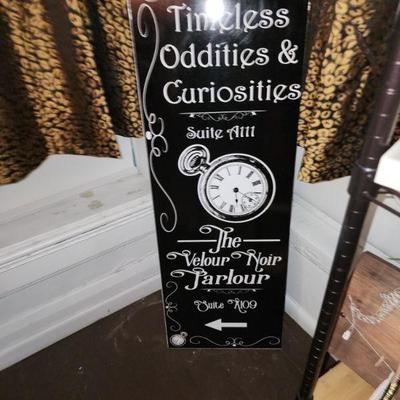 Timeless
Oddities &
Curiosities
Suite A111
The
Velour Noir
Parlour
Suite A109